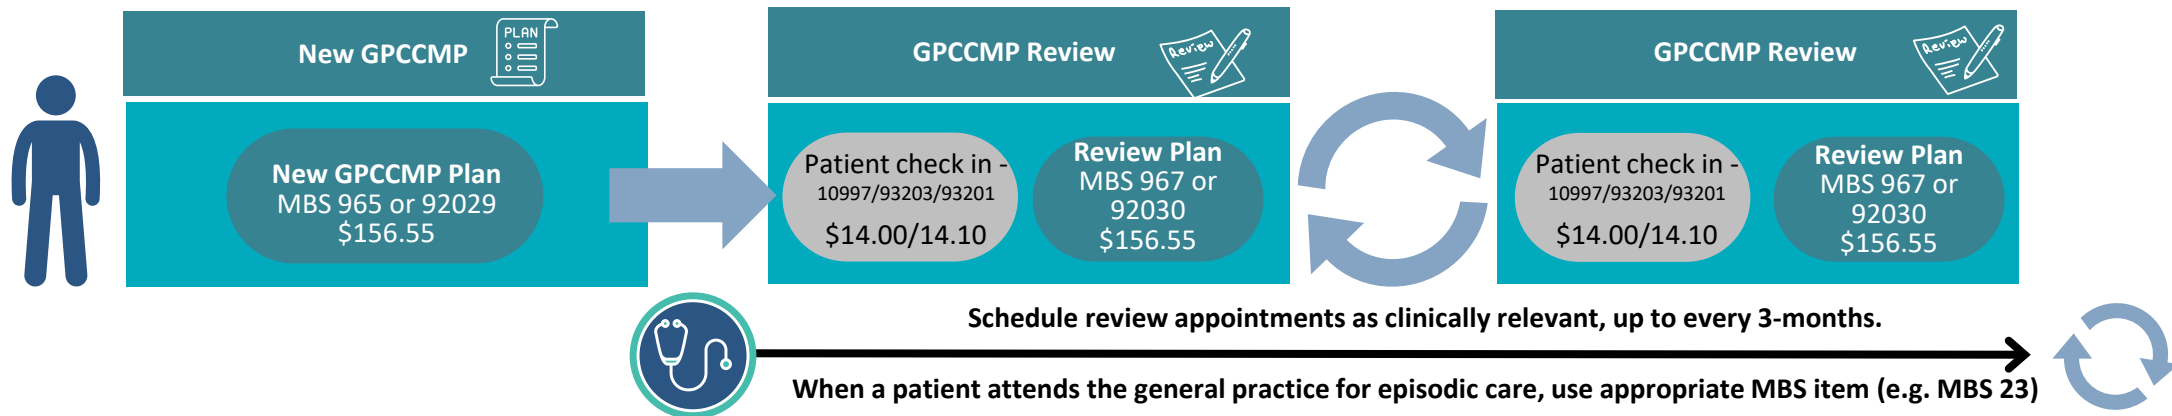 New GPCCMP
PLAN
New GPCCMP Plan
MBS 965 or 92029
$156.55
GPCCMP Review
Review
Patient check in -
10997/93203/93201
$14.00/14.10
Review Plan
MBS 967 or
92030
$156.55
GPCCMP Review
Review
Patient check in -
10997/93203/93201
$14.00/14.10
Review Plan
MBS 967 or
92030
$156.55
Schedule review appointments as clinically relevant, up to every 3-months.
When a patient attends the general practice for episodic care, use appropriate MBS item (e.g. MBS 23)